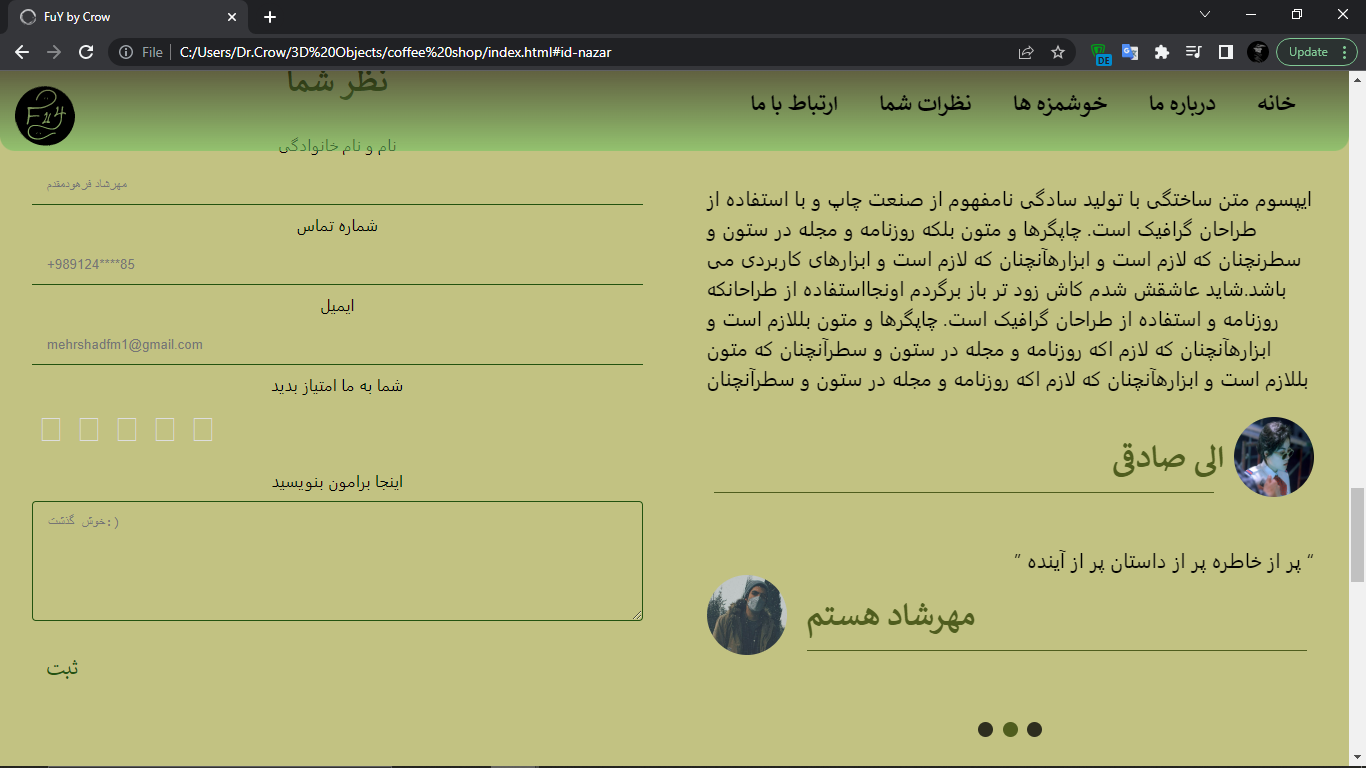 FuY by Crow
File
C:/Users/Dr.Crow/3D%20Objects/coffee%20shop/index.html#id-nazar
DE
Update
FuY
خانه
درباره ما
خوشمزه ها
نظرات شما
ارتباط با ما
ایپسوم متن ساختگی با تولید سادگی نامفهوم از صنعت چاپ و با استفاده از
طراحان گرافیک است. چاپگرها و متون بلکه روزنامه و مجله در ستون و
سطرنچنان که لازم است و ابزارهآنچنان که لازم است و ابزارهای کاربردی می
باشد.شاید عاشقش شدم کاش زود تر باز برگردم اونجااستفاده از طراحانکه
روزنامه و استفاده از طراحان گرافیک است. چاپگرها و متون بللازم است و
ابزارهآنچنان که لازم اکه روزنامه و مجله در ستون و سطرآنچنان که متون
بللازم است و ابزارهآنچنان که لازم اکه روزنامه و مجله در ستون و سطرآنچنان
الی صادقی
“ پر از خاطره پر از داستان پر از آینده ”
مهرشاد هستم
نظر شما
نام و نام خانوادگی
مهرشاد فرهودمقدم
شماره تماس
+989124****85
ایمیل
mehrshadfm1@gmail.com
شما به ما امتیاز بدید
اینجا برامون بنویسید
خوش گذشت:)
ثبت